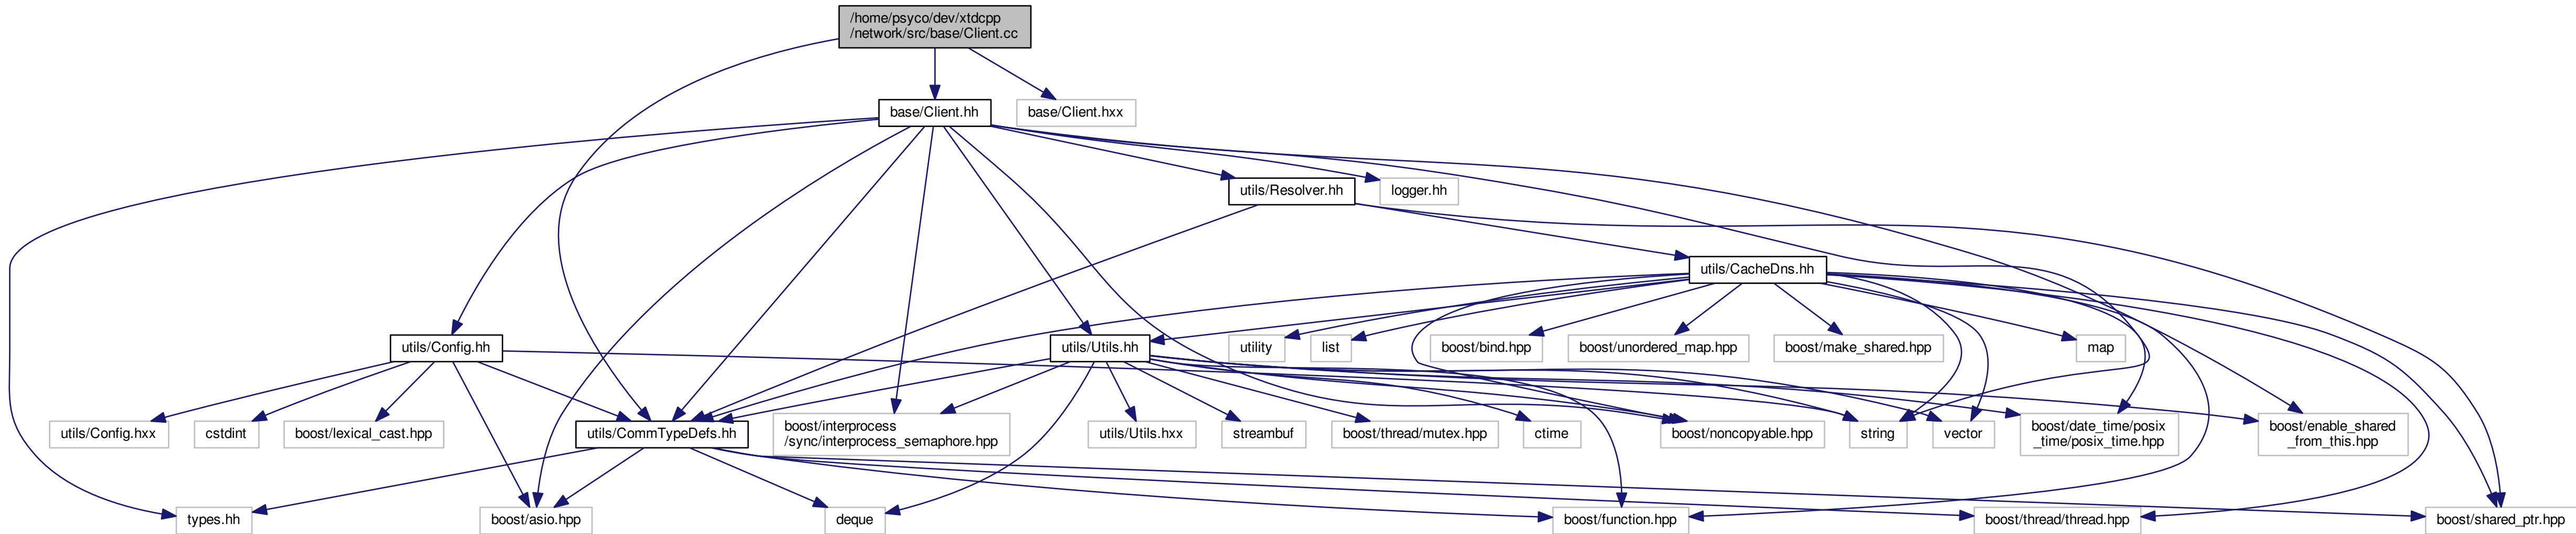 /home/psyco/dev/xtdcpp
/network/src/base/Client.cc
base/Client.hh
base/Client.hxx
utils/Resolver.hh
logger.hh
utils/CacheDns.hh
utils/Config.hh
utils/Utils.hh
utility
list
boost/bind.hpp
boost/unordered_map.hpp
boost/make_shared.hpp
map
utils/Config.hxx
cstdint
boost/lexical_cast.hpp
utils/CommTypeDefs.hh
boost/interprocess
/sync/interprocess_semaphore.hpp
utils/Utils.hxx
streambuf
boost/thread/mutex.hpp
ctime
boost/noncopyable.hpp
string
vector
boost/date_time/posix
_time/posix_time.hpp
boost/enable_shared
_from_this.hpp
types.hh
boost/asio.hpp
deque
boost/function.hpp
boost/thread/thread.hpp
boost/shared_ptr.hpp